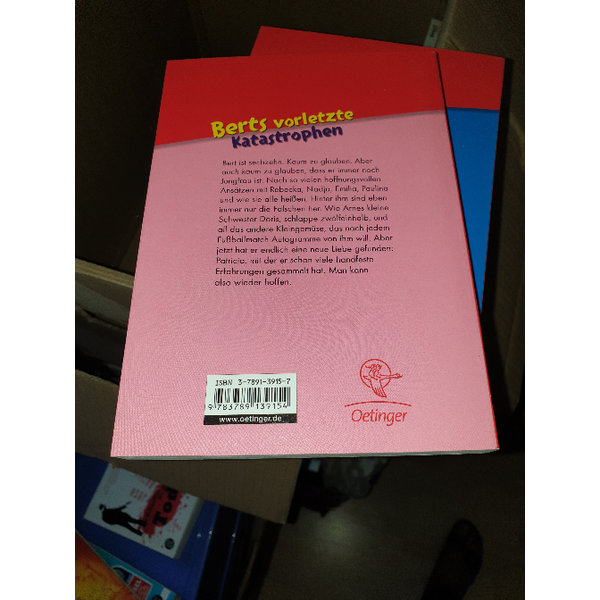 Berts vorletzte
Katastrophen
Bert ist sechzehn. Kaum zu glauben. Aber
auch kaum zu glauben, dass er immer noch
Jungfrau ist. Nach so vielen hoffnungsvollen
Ansätzen mit Rebecka, Nadja, Emilia, Paulina
und wie sie alle heißen. Hinter ihm sind eben
immer nur die Falschen her. Wie Arnes kleine
Schwester Doris, schlappe zwölfeinhalb, und
all das andere Kleingemüse, das nach jedem
Fußballmatch Autogramme von ihm will. Aber
jetzt hat er endlich eine neue Liebe gefunden:
Patricia, mit der er schon viele handfeste
Erfahrungen gesammelt hat. Man kann
also wieder hoffen.
ISBN 3-7891-3915-7
9 783789 139154
www.oetinger.de
Oetinger